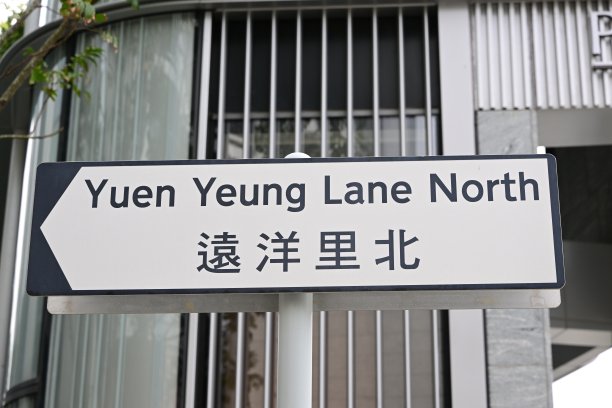 Yuen Yeung Lane North
遠洋里北